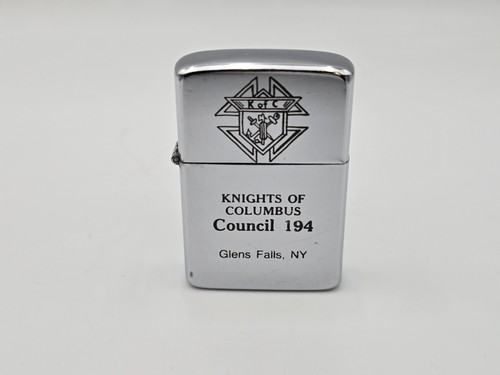 K of C
KNIGHTS OF
COLUMBUS
Council 194
Glens Falls, NY